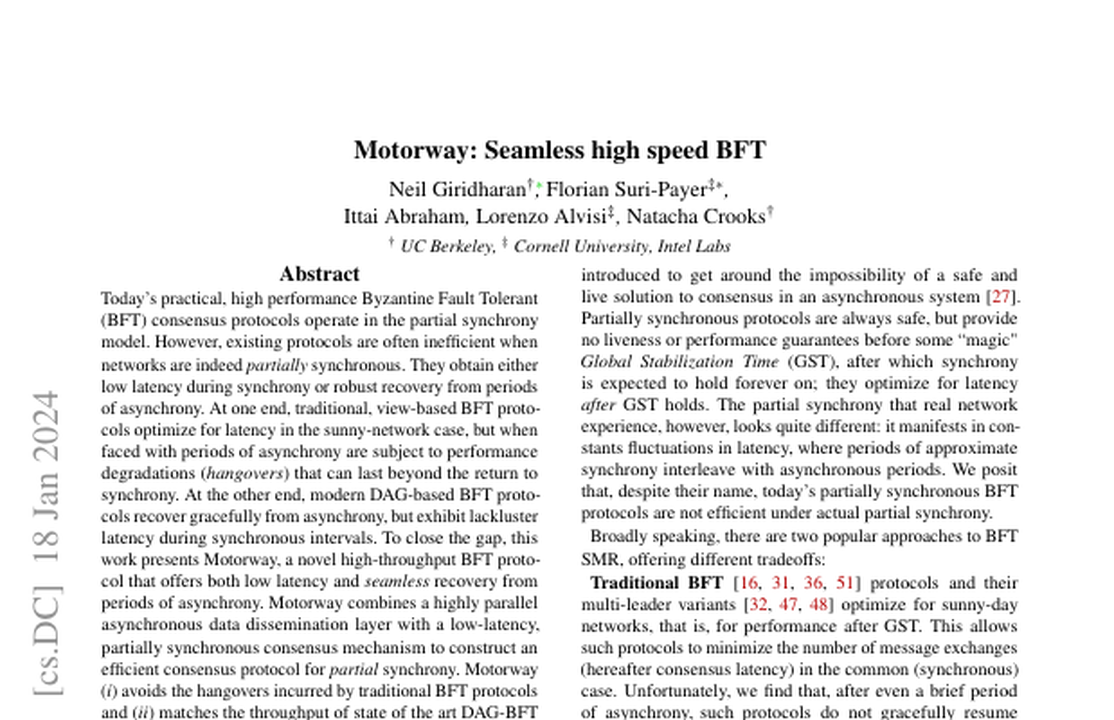 Motorway: Seamless high speed BFT
Neil Giridharan†,* Florian Suri-Payer‡*,
Ittai Abraham, Lorenzo Alvisi‡, Natacha Crooks†
† UC Berkeley, ‡ Cornell University, Intel Labs
Abstract
Today's practical, high performance Byzantine Fault Tolerant
(BFT) consensus protocols operate in the partial synchrony
model. However, existing protocols are often inefficient when
networks are indeed partially synchronous. They obtain either
low latency during synchrony or robust recovery from periods
of asynchrony. At one end, traditional, view-based BFT proto-
cols optimize for latency in the sunny-network case, but when
faced with periods of asynchrony are subject to performance
degradations (hangovers) that can last beyond the return to
synchrony. At the other end, modern DAG-based BFT proto-
cols recover gracefully from asynchrony, but exhibit lackluster
latency during synchronous intervals. To close the gap, this
work presents Motorway, a novel high-throughput BFT proto-
col that offers both low latency and seamless recovery from
periods of asynchrony. Motorway combines a highly parallel
asynchronous data dissemination layer with a low-latency,
partially synchronous consensus mechanism to construct an
efficient consensus protocol for partial synchrony. Motorway
(i) avoids the hangovers incurred by traditional BFT protocols
and (ii) matches the throughput of state of the art DAG-BFT
introduced to get around the impossibility of a safe and
live solution to consensus in an asynchronous system [27].
Partially synchronous protocols are always safe, but provide
no liveness or performance guarantees before some "magic"
Global Stabilization Time (GST), after which synchrony
is expected to hold forever on; they optimize for latency
after GST holds. The partial synchrony that real network
experience, however, looks quite different: it manifests in con-
stants fluctuations in latency, where periods of approximate
synchrony interleave with asynchronous periods. We posit
that, despite their name, today's partially synchronous BFT
protocols are not efficient under actual partial synchrony.
Broadly speaking, there are two popular approaches to BFT
SMR, offering different tradeoffs:
Traditional BFT [16, 31, 36, 51] protocols and their
multi-leader variants [32, 47, 48] optimize for sunny-day
networks, that is, for performance after GST. This allows
such protocols to minimize the number of message exchanges
(hereafter consensus latency) in the common (synchronous)
case. Unfortunately, we find that, after even a brief period
of asynchrony, such protocols do not gracefully resume
[cs.DC] 18 Jan 2024